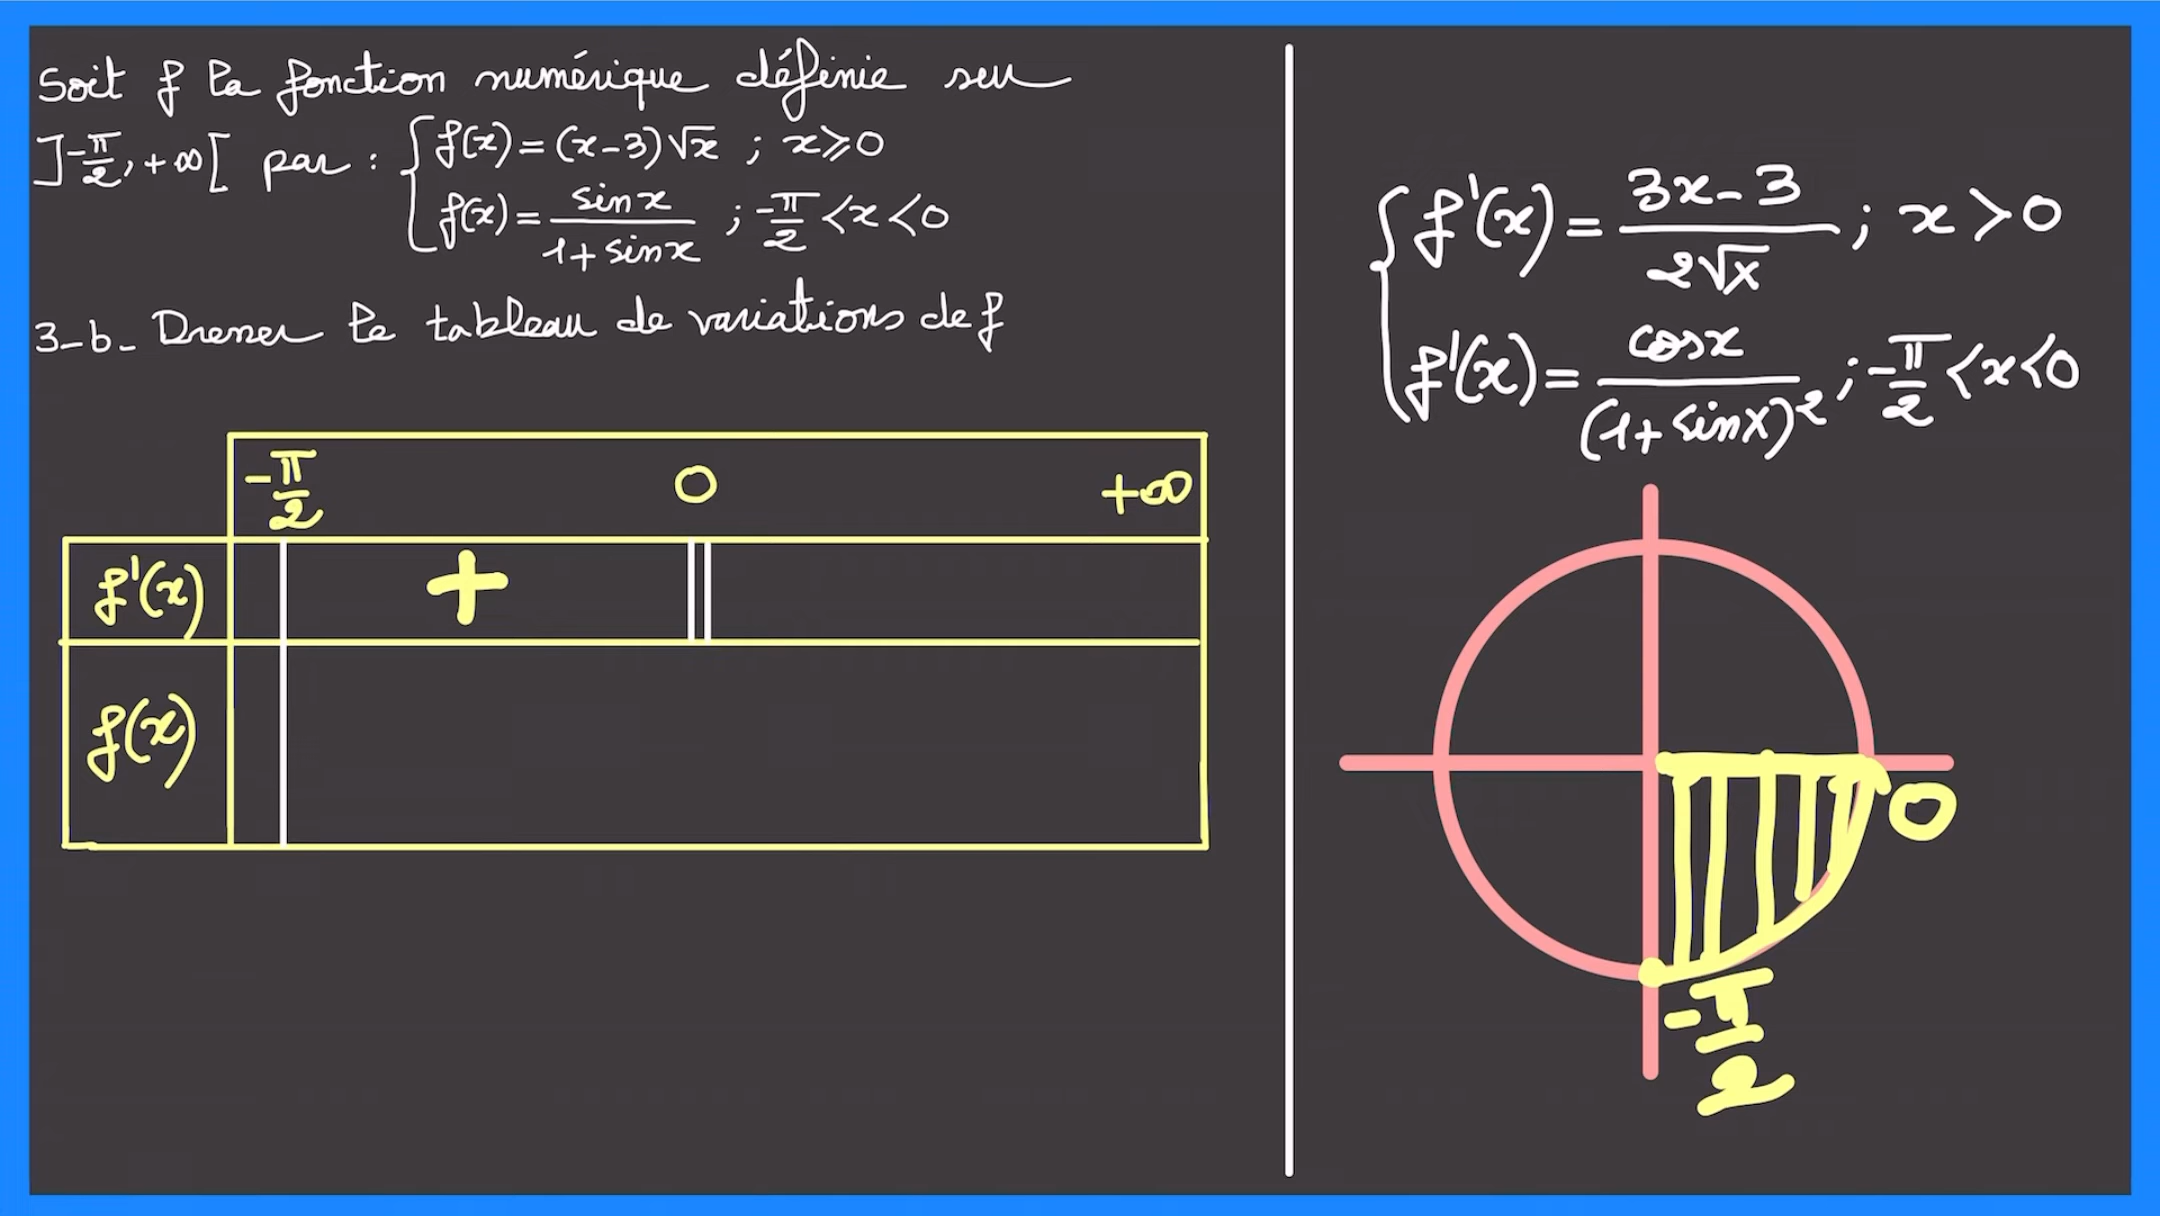 Soit f la fonction numérique définie sur
]-π/2, +∞[ par : { f(x) = (x-3)√x ; x ≥ 0
f(x) = sin x / (1 + sin x) ; -π/2 < x < 0
3-b- Dresser le tableau de variations de f
-π/2 0 +∞
f'(x) +
f(x)
{ f'(x) = (3x-3) / (2√x) ; x > 0
f'(x) = cos x / (1 + sin x)² ; -π/2 < x < 0
0
-π/2